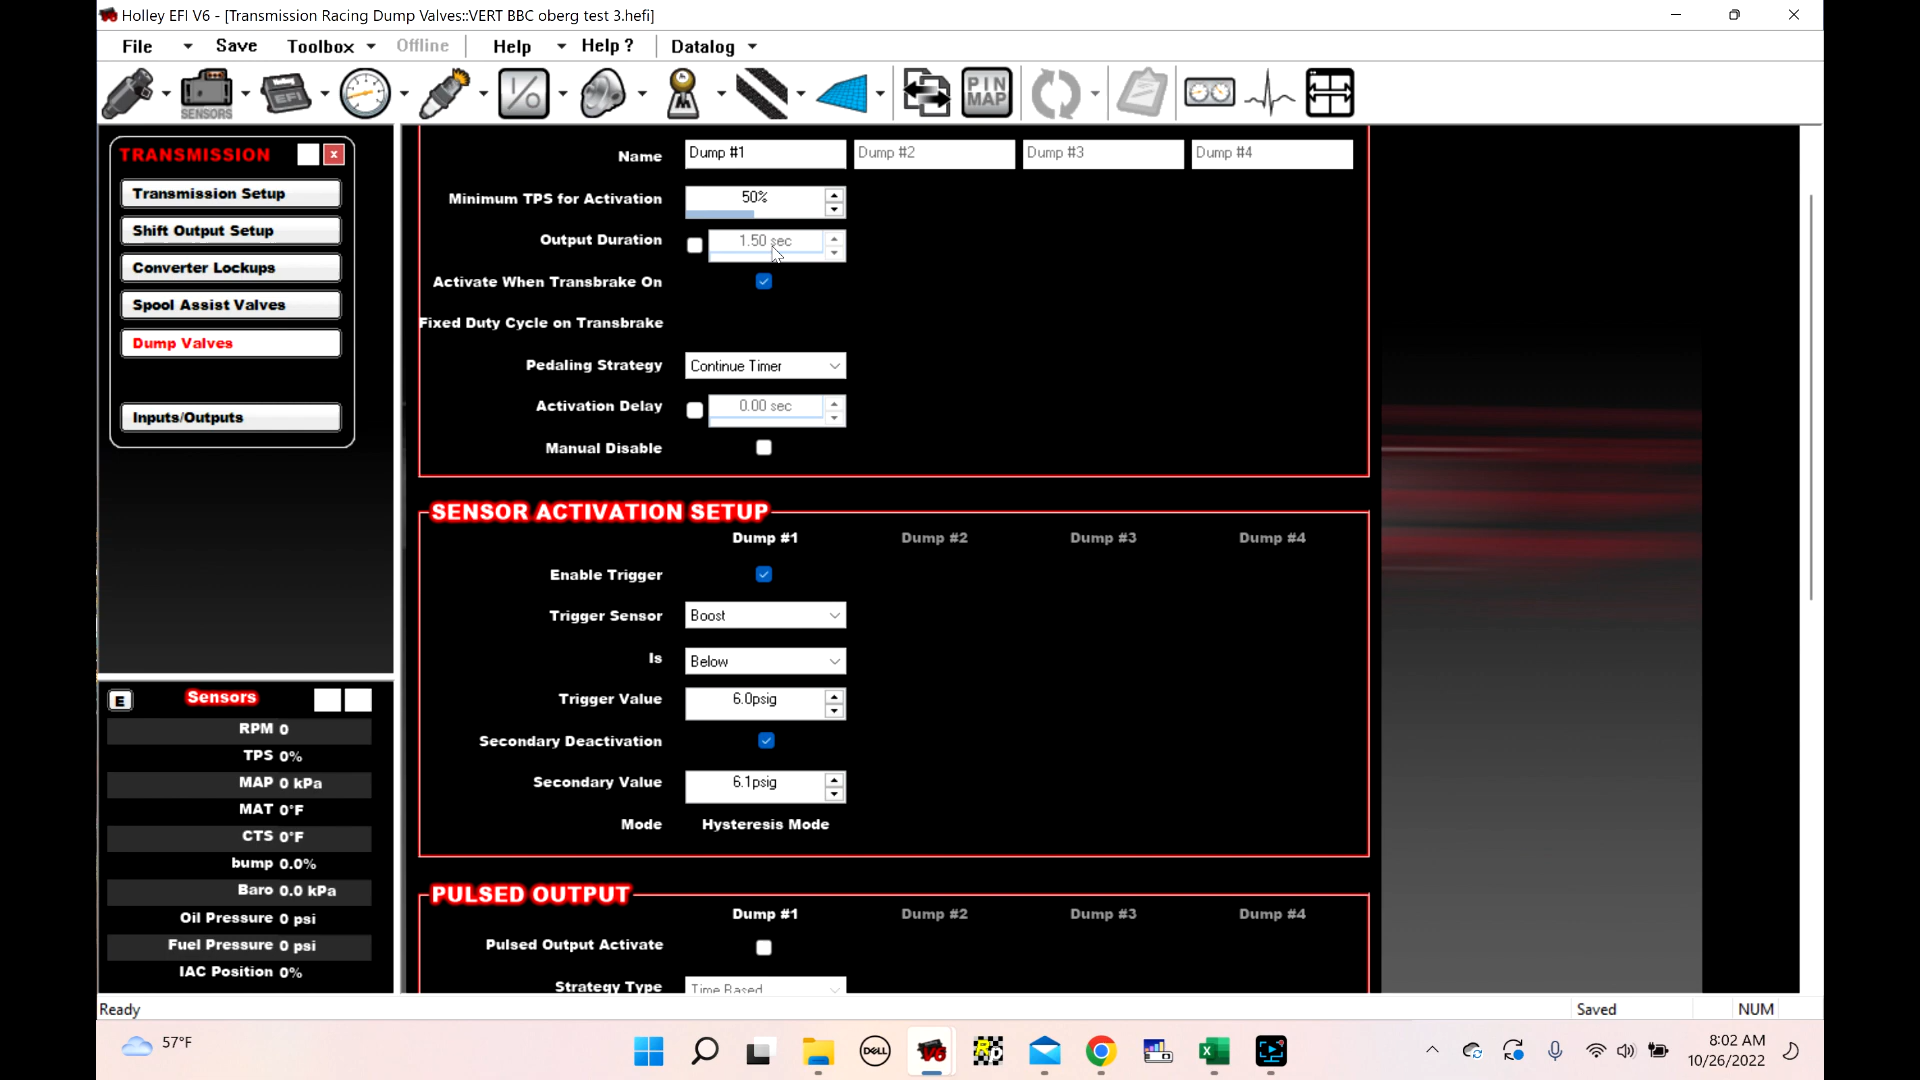 Holley EFI V6 - [Transmission Racing Dump Valves::VERT BBC oberg test 3.hefi]
File Save Toolbox Offline Help Help ? Datalog
SENSORS EFI PIN MAP
TRANSMISSION x
Transmission Setup
Shift Output Setup
Converter Lockups
Spool Assist Valves
Dump Valves
Inputs/Outputs
Name Dump #1 Dump #2 Dump #3 Dump #4
Minimum TPS for Activation 50%
Output Duration 1.50 sec
Activate When Transbrake On
Fixed Duty Cycle on Transbrake
Pedaling Strategy Continue Timer
Activation Delay 0.00 sec
Manual Disable
SENSOR ACTIVATION SETUP
Dump #1 Dump #2 Dump #3 Dump #4
Enable Trigger
Trigger Sensor Boost
Is Below
Trigger Value 6.0psig
Secondary Deactivation
Secondary Value 6.1psig
Mode Hysteresis Mode
PULSED OUTPUT
Dump #1 Dump #2 Dump #3 Dump #4
Pulsed Output Activate
Strategy Type Time Based
E Sensors
RPM 0
TPS 0%
MAP 0 kPa
MAT 0°F
CTS 0°F
bump 0.0%
Baro 0.0 kPa
Oil Pressure 0 psi
Fuel Pressure 0 psi
IAC Position 0%
Ready Saved NUM
57°F DELL V6 8:02 AM
10/26/2022